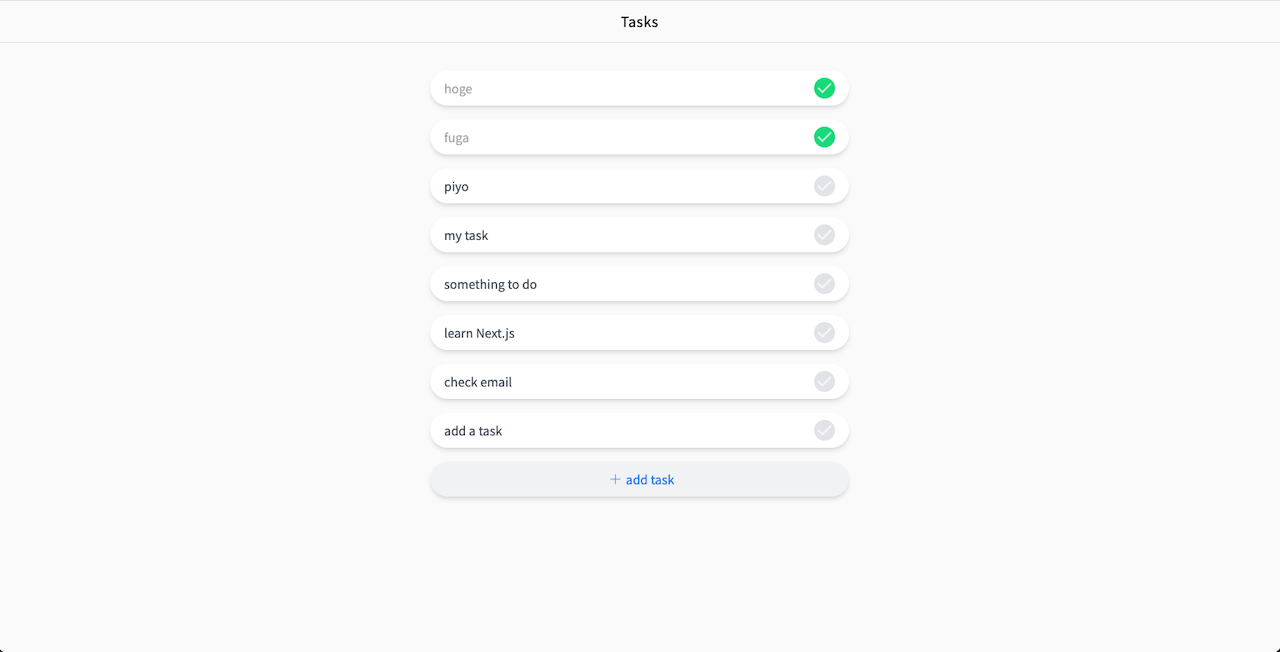 Tasks
hoge
fuga
piyo
my task
something to do
learn Next.js
check email
add a task
+ add task